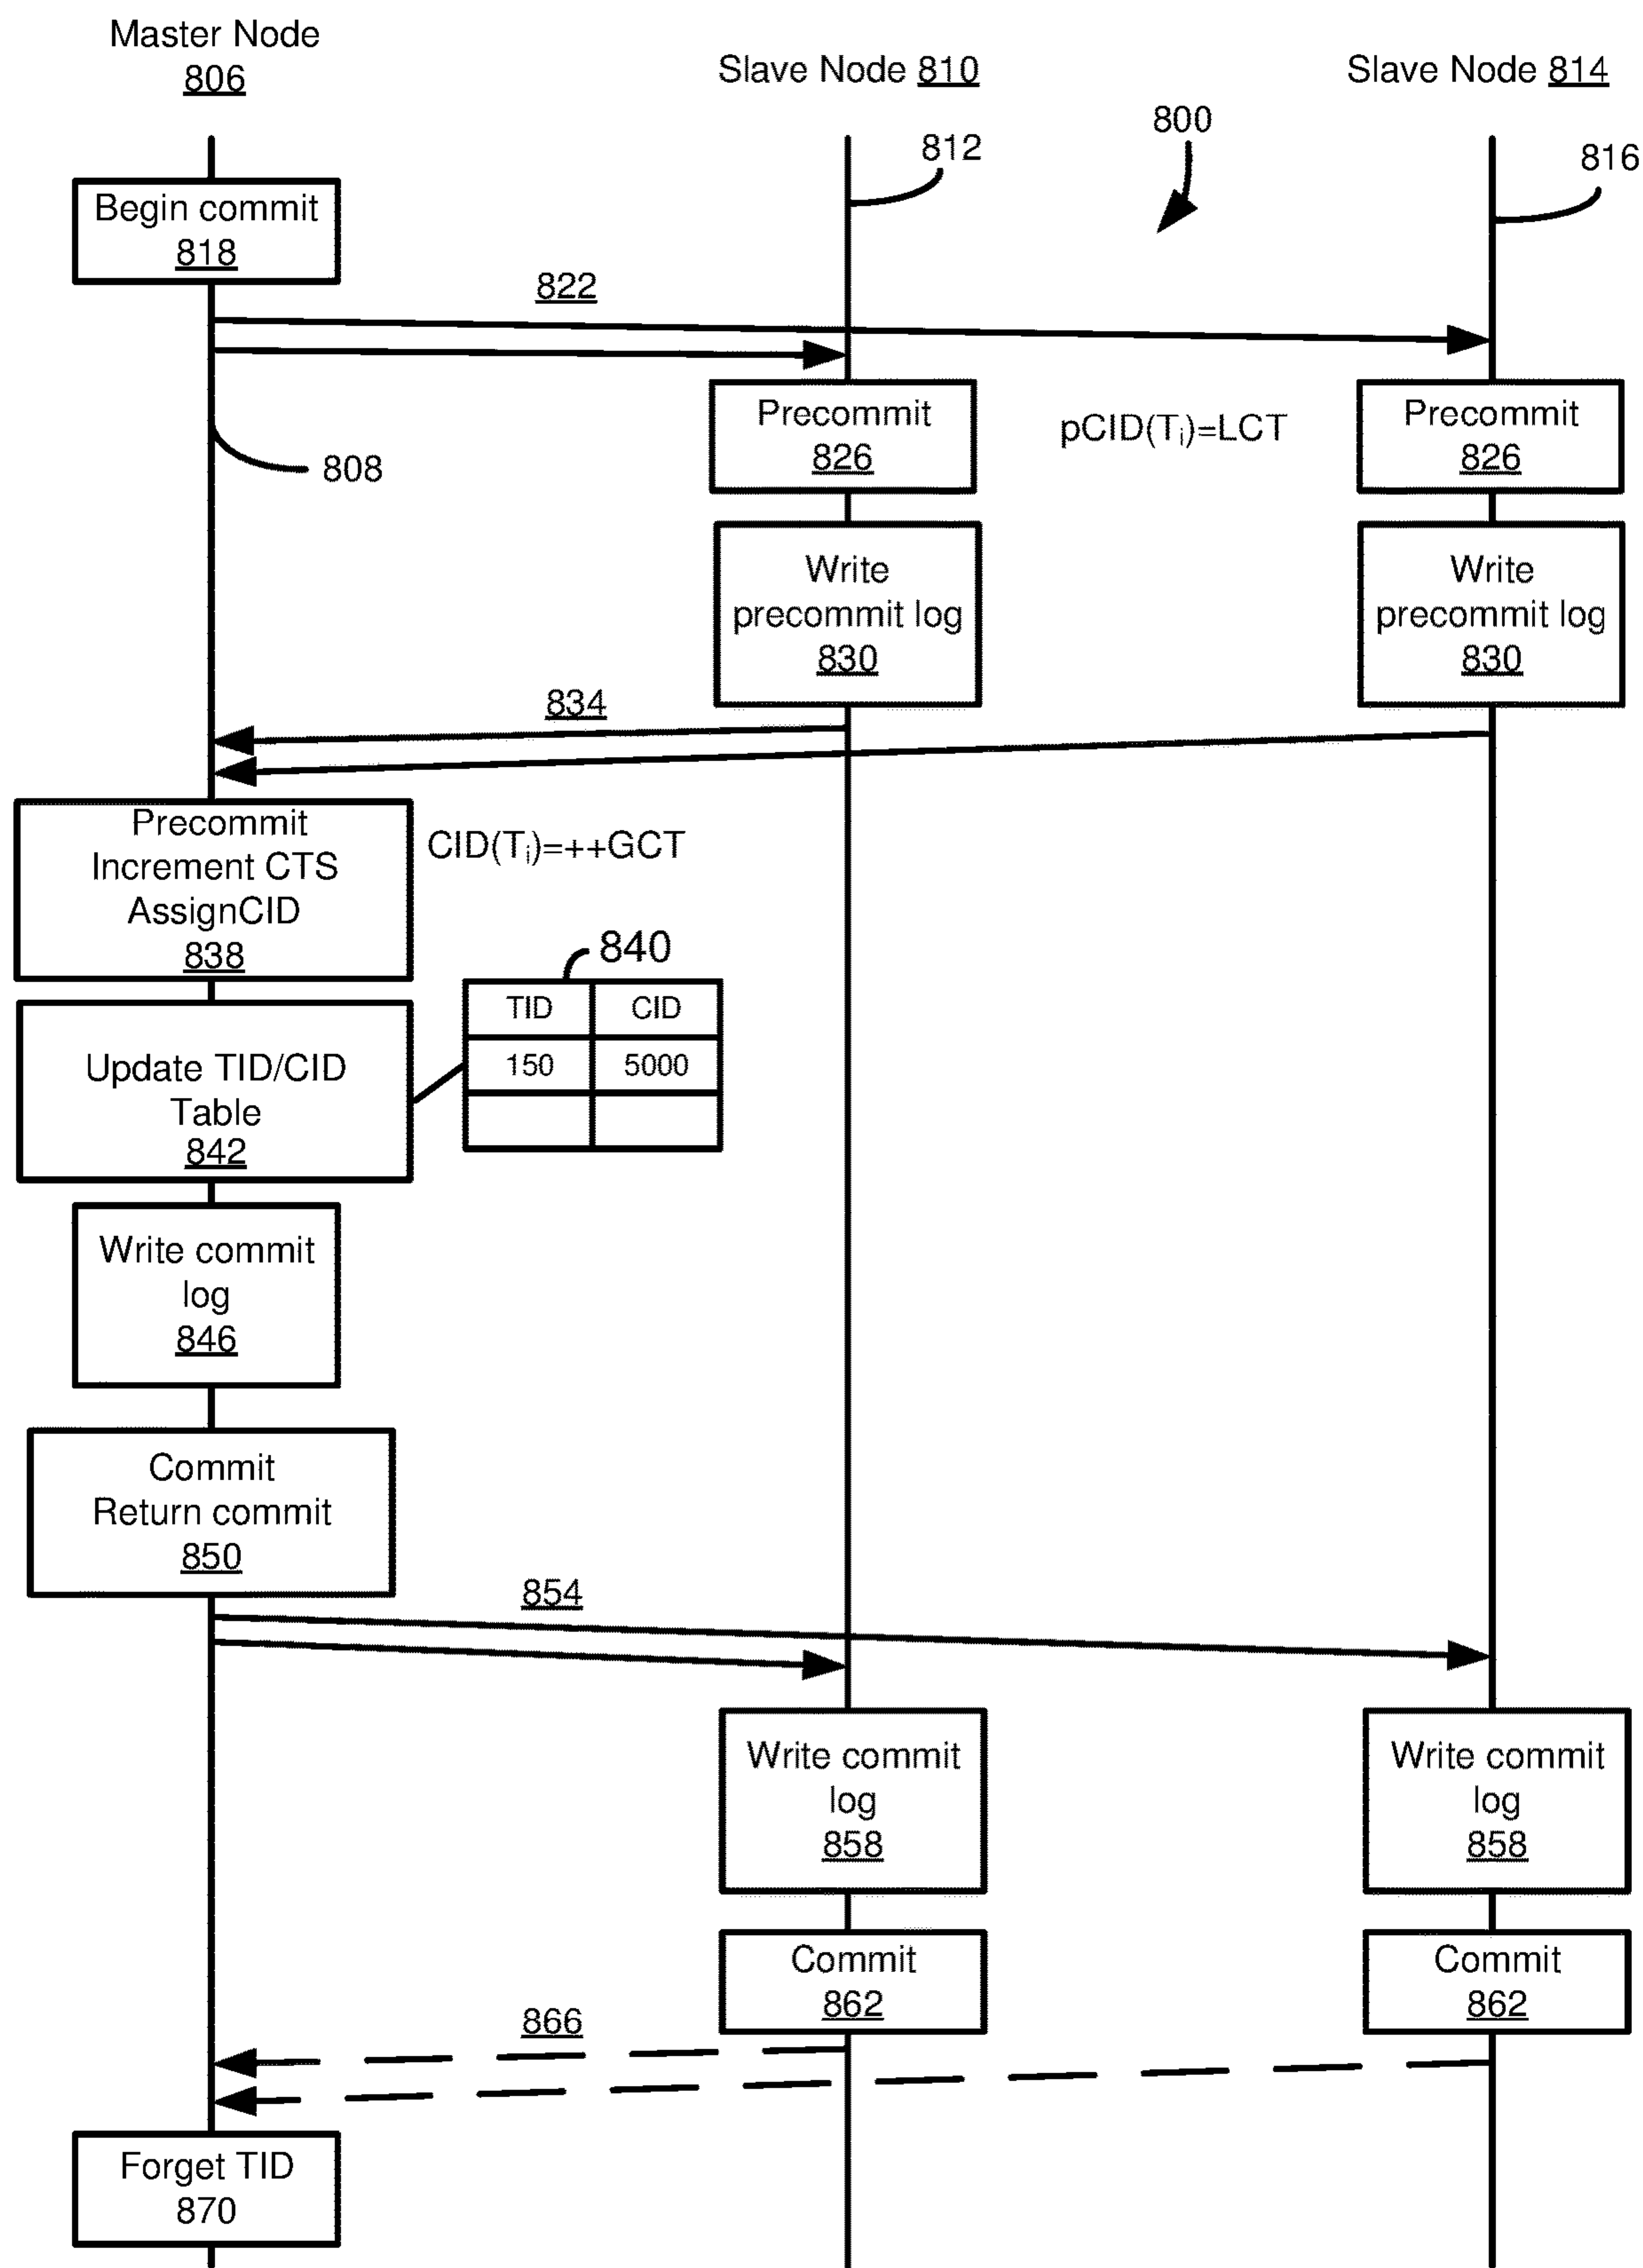 Master Node
806
Slave Node 810
Slave Node 814
800
812
816
Begin commit
818
822
Precommit
826
pCID(Tᵢ)=LCT
Precommit
826
808
Write
precommit log
830
Write
precommit log
830
834
Precommit
Increment CTS
AssignCID
838
CID(Tᵢ)=++GCT
840
TID CID
150 5000
Update TID/CID
Table
842
Write commit
log
846
Commit
Return commit
850
854
Write commit
log
858
Write commit
log
858
Commit
862
Commit
862
866
Forget TID
870